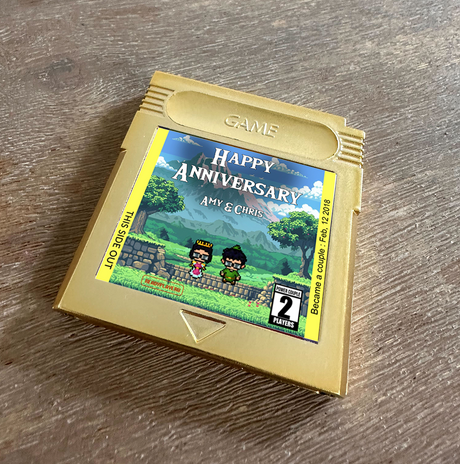 GAME
HAPPY
ANNIVERSARY
AMY & CHRIS
THIS SIDE OUT
Became a couple : Feb, 12 2018
2
PLAYERS